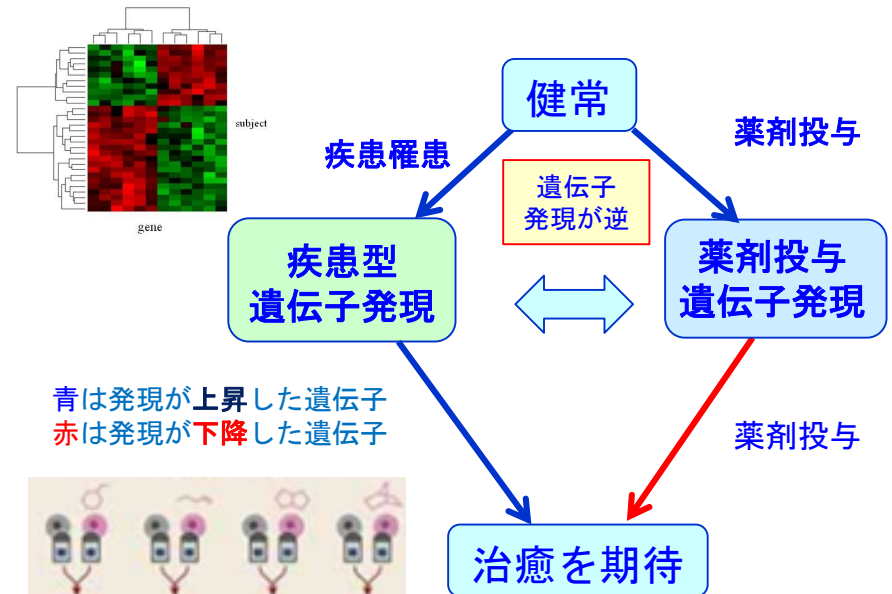 subject
gene
健常
疾患罹患
薬剤投与
遺伝子
発現が逆
疾患型
遺伝子発現
薬剤投与
遺伝子発現
青は発現が上昇した遺伝子
赤は発現が下降した遺伝子
薬剤投与
治癒を期待